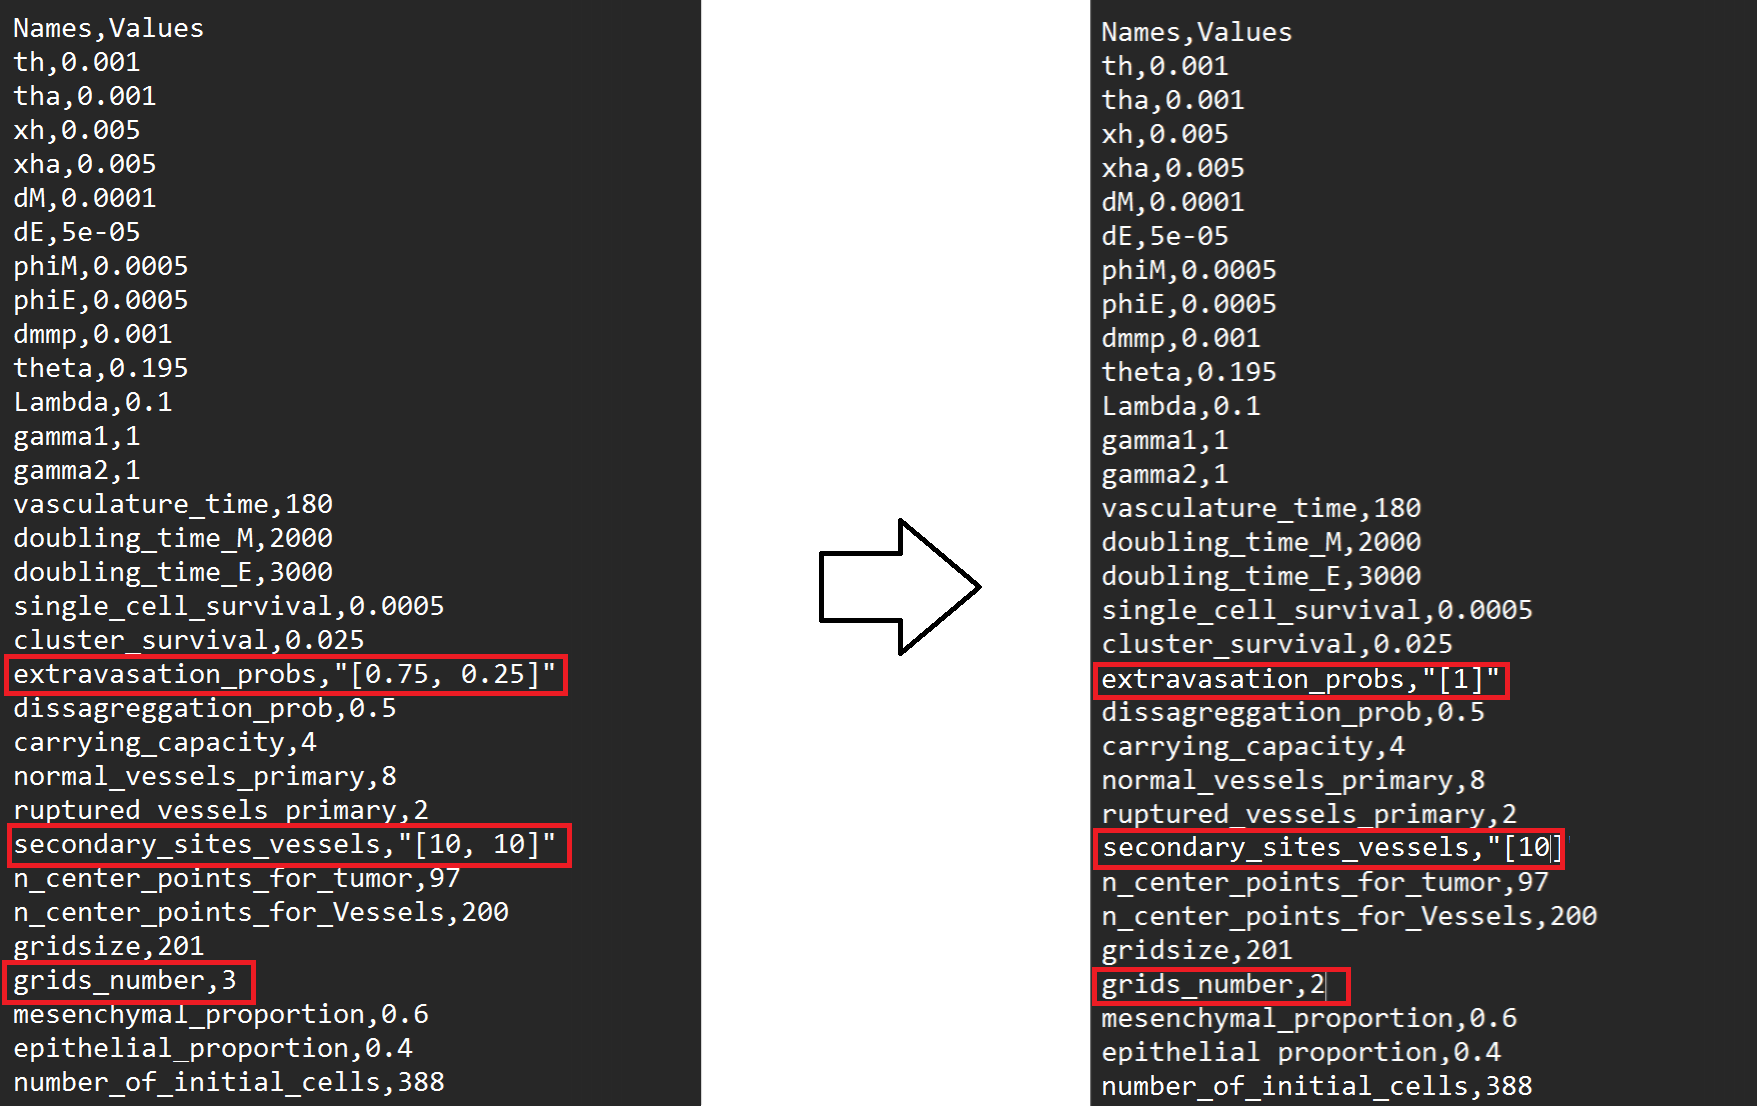 Names,Values
th,0.001
tha,0.001
xh,0.005
xha,0.005
dM,0.0001
dE,5e-05
phiM,0.0005
phiE,0.0005
dmmp,0.001
theta,0.195
Lambda,0.1
gamma1,1
gamma2,1
vasculature_time,180
doubling_time_M,2000
doubling_time_E,3000
single_cell_survival,0.0005
cluster_survival,0.025
extravasation_probs,"[0.75, 0.25]"
dissagreggation_prob,0.5
carrying_capacity,4
normal_vessels_primary,8
ruptured_vessels_primary,2
secondary_sites_vessels,"[10, 10]"
n_center_points_for_tumor,97
n_center_points_for_Vessels,200
gridsize,201
grids_number,3
mesenchymal_proportion,0.6
epithelial_proportion,0.4
number_of_initial_cells,388
Names,Values
th,0.001
tha,0.001
xh,0.005
xha,0.005
dM,0.0001
dE,5e-05
phiM,0.0005
phiE,0.0005
dmmp,0.001
theta,0.195
Lambda,0.1
gamma1,1
gamma2,1
vasculature_time,180
doubling_time_M,2000
doubling_time_E,3000
single_cell_survival,0.0005
cluster_survival,0.025
extravasation_probs,"[1]"
dissagreggation_prob,0.5
carrying_capacity,4
normal_vessels_primary,8
ruptured_vessels_primary,2
secondary_sites_vessels,"[10]
n_center_points_for_tumor,97
n_center_points_for_Vessels,200
gridsize,201
grids_number,2
mesenchymal_proportion,0.6
epithelial_proportion,0.4
number_of_initial_cells,388